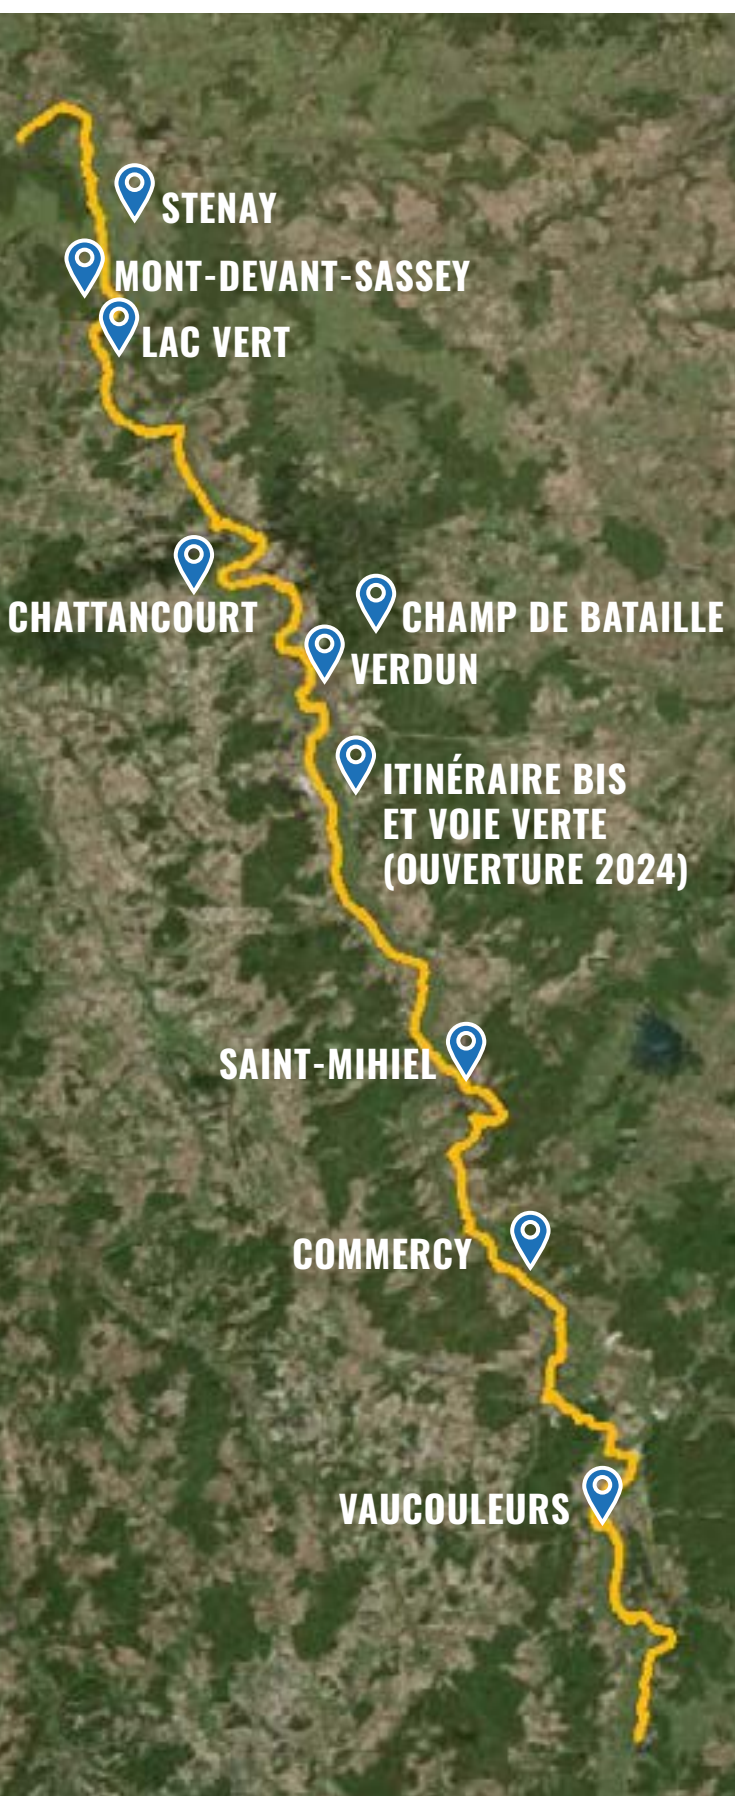 STENAY
MONT-DEVANT-SASSEY
LAC VERT
CHATTANCOURT
CHAMP DE BATAILLE
VERDUN
ITINÉRAIRE BIS
ET VOIE VERTE
(OUVERTURE 2024)
SAINT-MIHIEL
COMMERCY
VAUCOULEURS